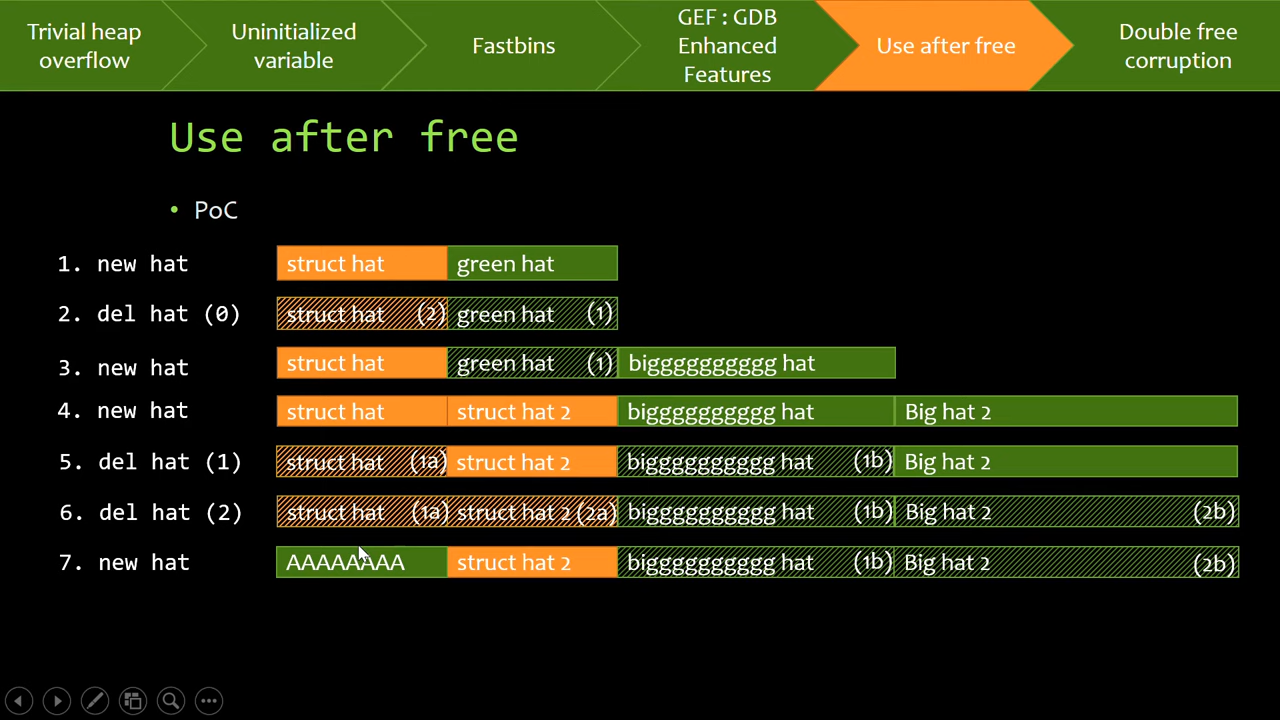 Trivial heap
overflow
Uninitialized
variable
Fastbins
GEF : GDB
Enhanced
Features
Use after free
Double free
corruption
Use after free
• PoC
1. new hat struct hat green hat
2. del hat (0) struct hat (2) green hat (1)
3. new hat struct hat green hat (1) biggggggggggg hat
4. new hat struct hat struct hat 2 biggggggggggg hat Big hat 2
5. del hat (1) struct hat (1a) struct hat 2 biggggggggggg hat (1b) Big hat 2
6. del hat (2) struct hat (1a) struct hat 2 (2a) biggggggggggg hat (1b) Big hat 2 (2b)
7. new hat AAAAAAAA struct hat 2 biggggggggggg hat (1b) Big hat 2 (2b)